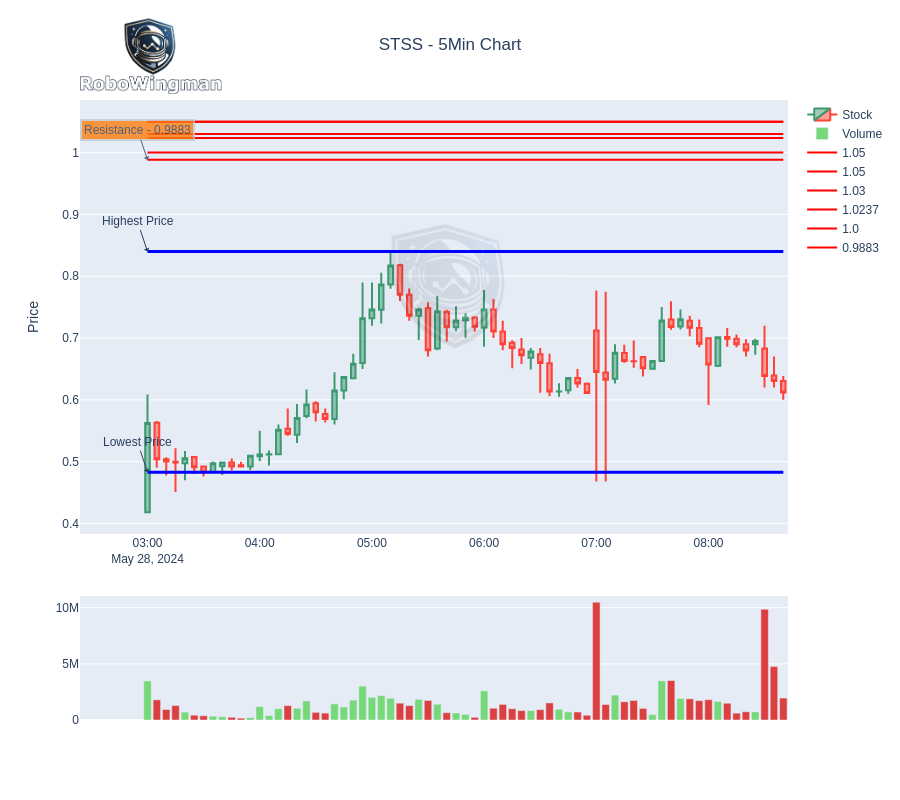 RoboWingman
STSS - 5Min Chart
Resistance - 0.9883
Highest Price
Lowest Price
Price
1
0.9
0.8
0.7
0.6
0.5
0.4
03:00
04:00
05:00
06:00
07:00
08:00
May 28, 2024
10M
5M
0
Stock
Volume
1.05
1.05
1.03
1.0237
1.0
0.9883